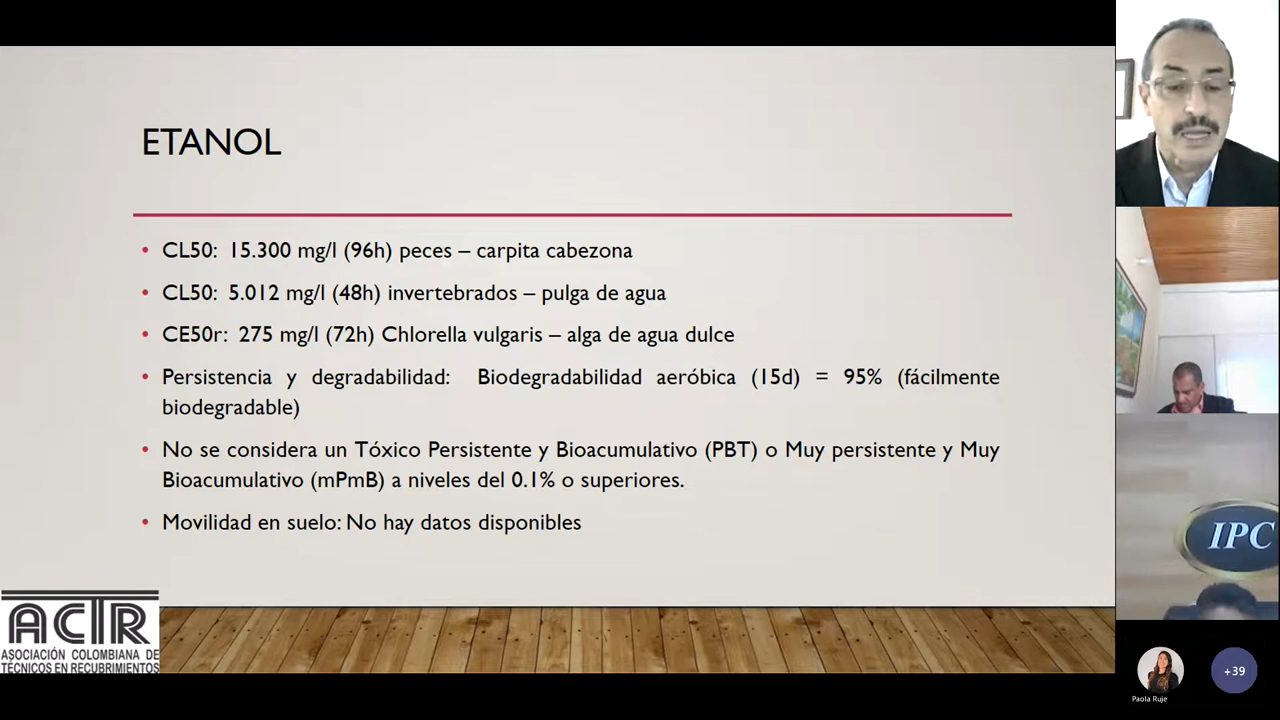 ETANOL
• CL50: 15.300 mg/l (96h) peces – carpita cabezona
• CL50: 5.012 mg/l (48h) invertebrados – pulga de agua
• CE50r: 275 mg/l (72h) Chlorella vulgaris – alga de agua dulce
• Persistencia y degradabilidad: Biodegradabilidad aeróbica (15d) = 95% (fácilmente
biodegradable)
• No se considera un Tóxico Persistente y Bioacumulativo (PBT) o Muy persistente y Muy
Bioacumulativo (mPmB) a niveles del 0.1% o superiores.
• Movilidad en suelo: No hay datos disponibles
ACTR
ASOCIACIÓN COLOMBIANA DE
TÉCNICOS EN RECUBRIMIENTOS
IPC
Paola Ruje
+39